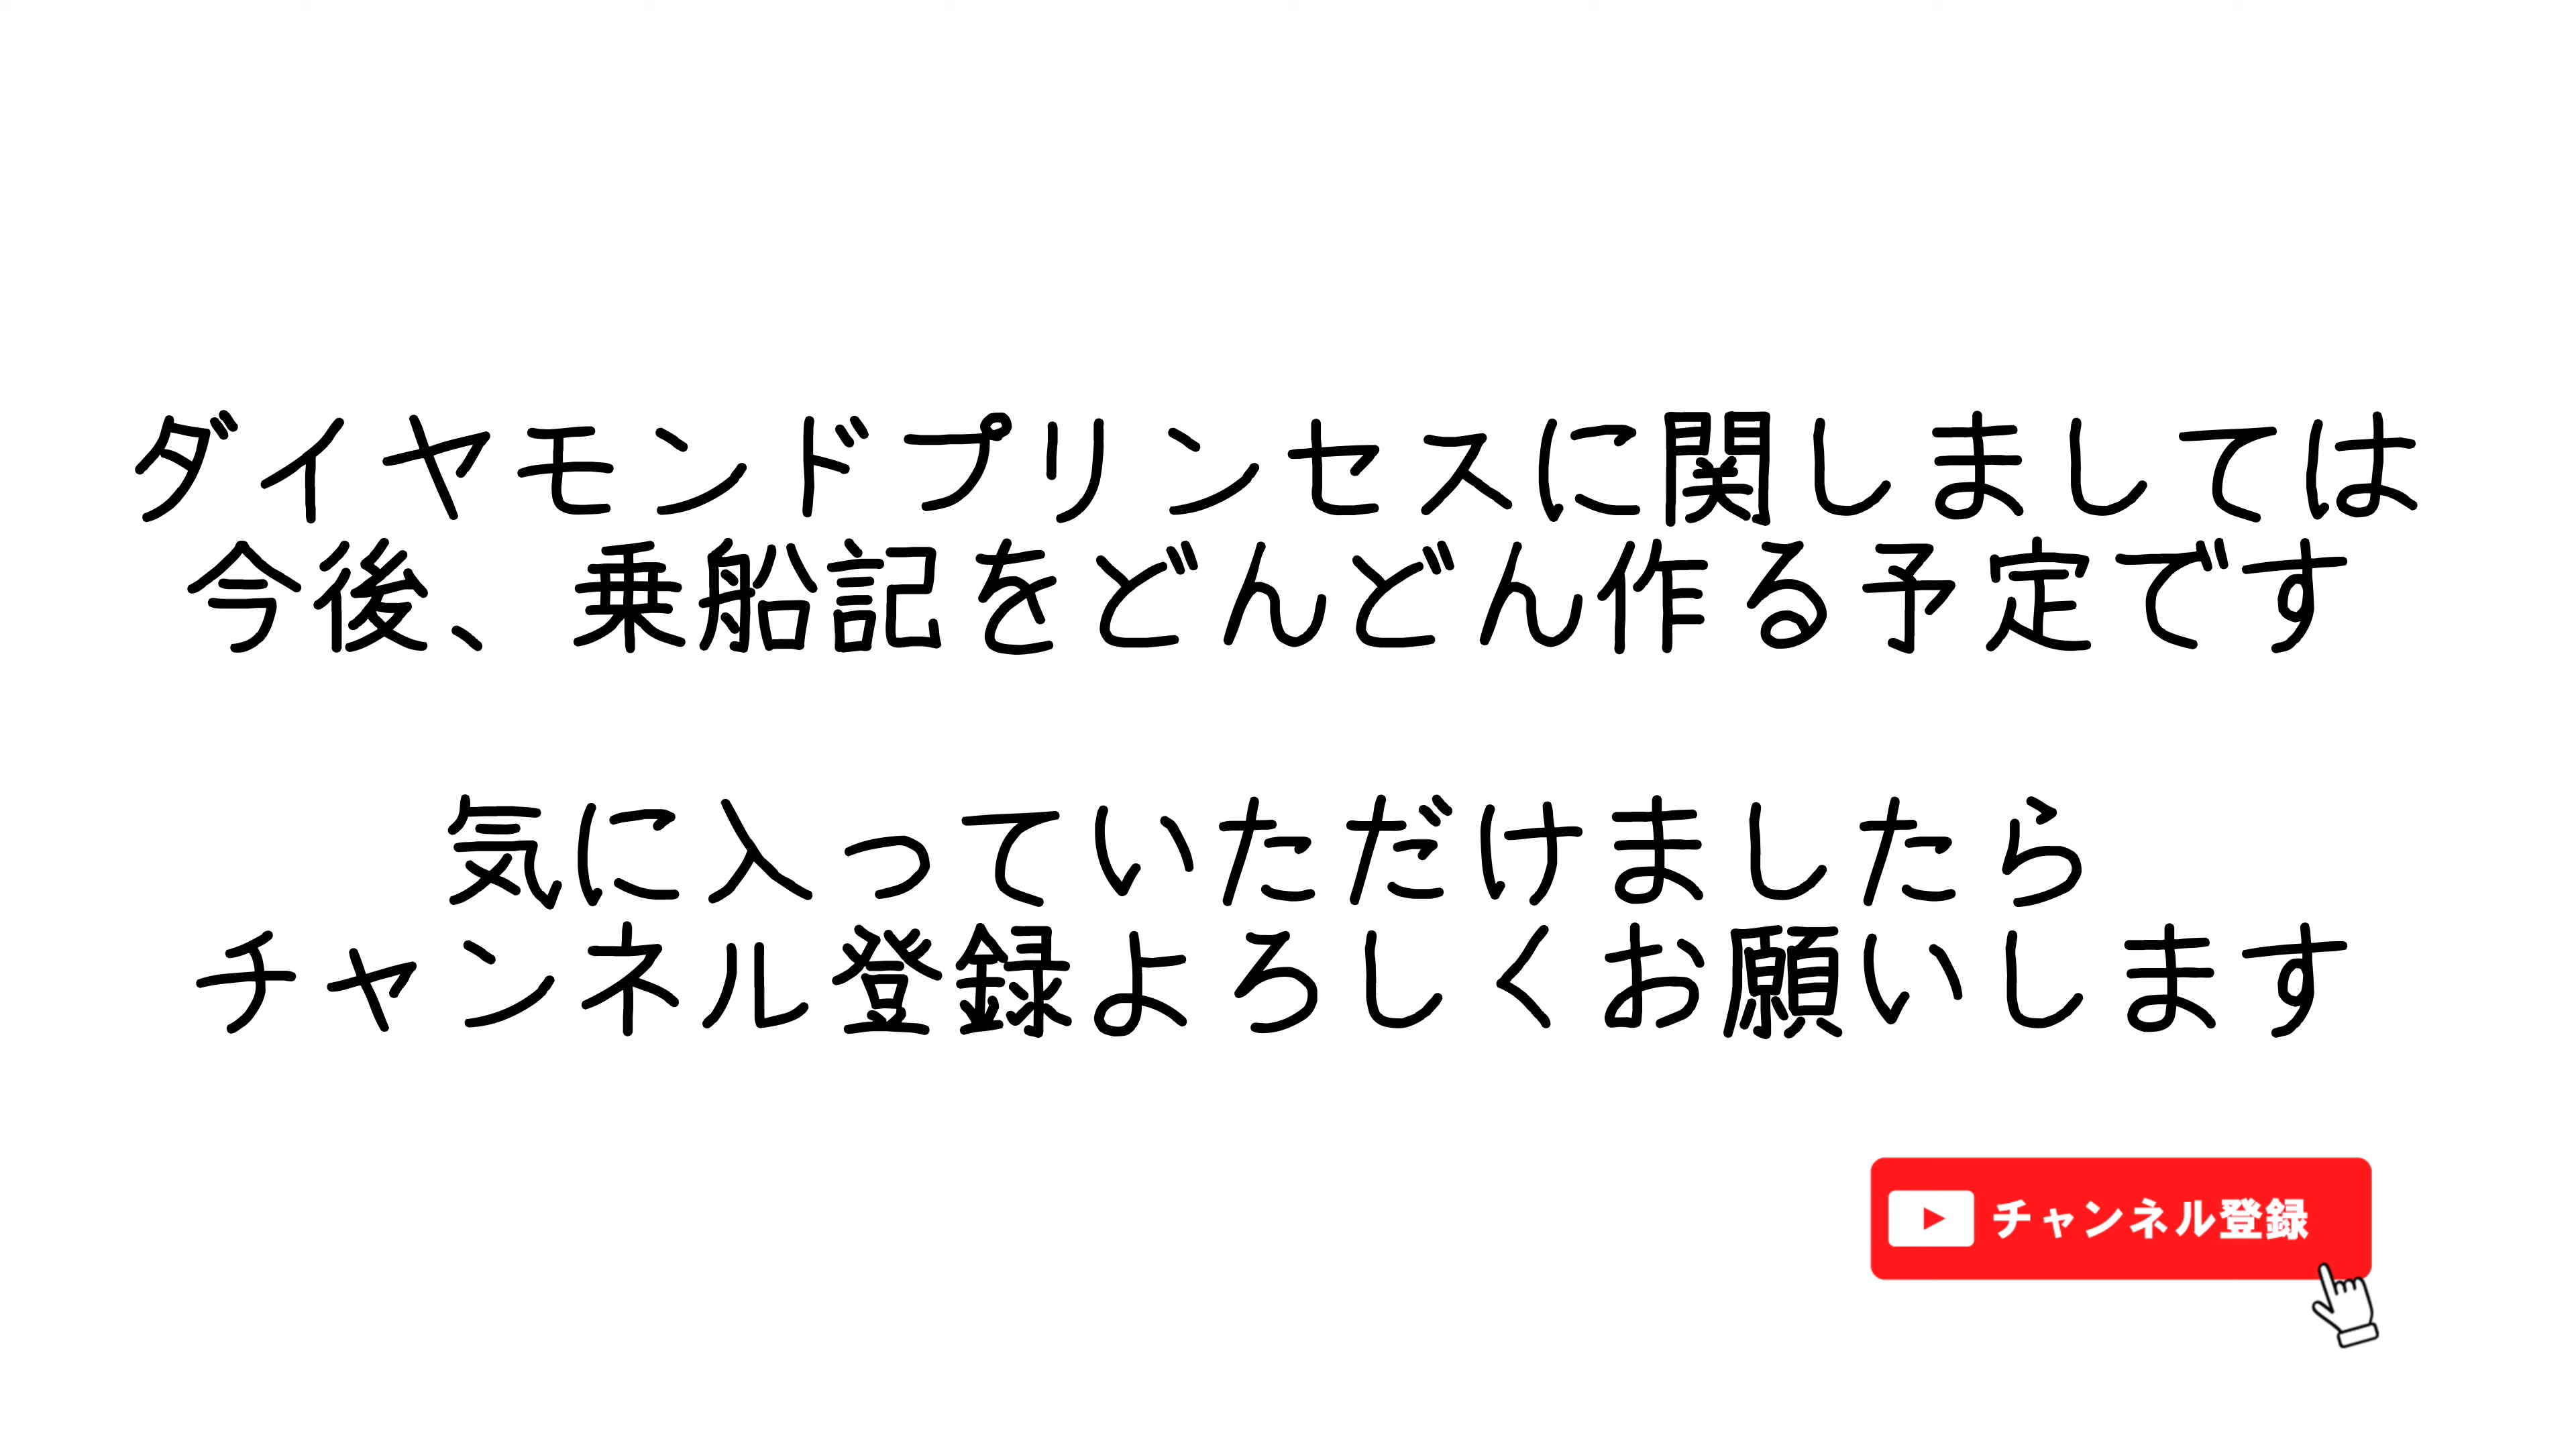 ダイヤモンドプリンセスに関しましては
今後、乗船記をどんどん作る予定です
気に入っていただけましたら
チャンネル登録よろしくお願いします
チャンネル登録